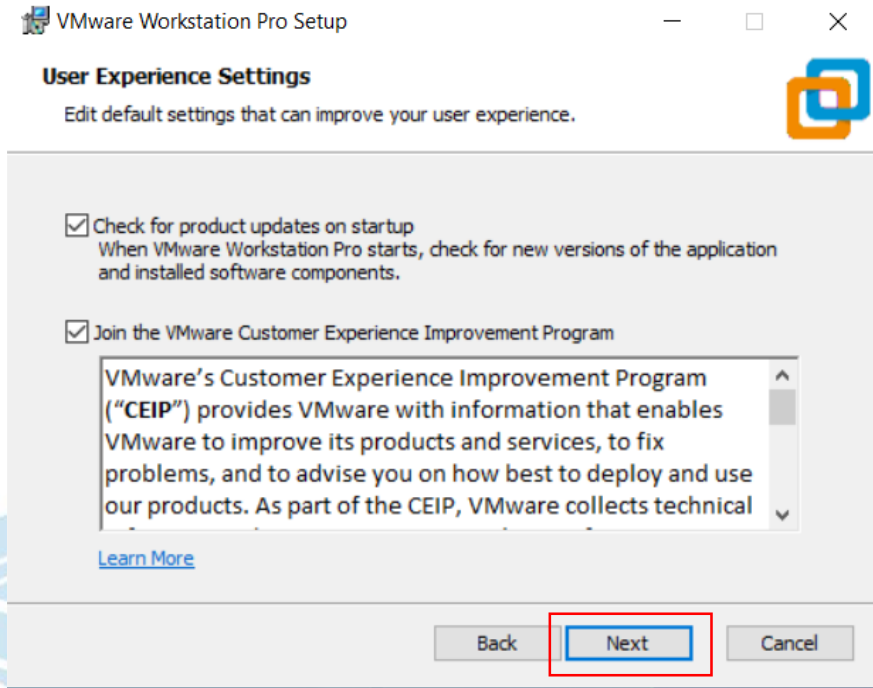 VMware Workstation Pro Setup
User Experience Settings
Edit default settings that can improve your user experience.
Check for product updates on startup
When VMware Workstation Pro starts, check for new versions of the application
and installed software components.
Join the VMware Customer Experience Improvement Program
VMware's Customer Experience Improvement Program
("CEIP") provides VMware with information that enables
VMware to improve its products and services, to fix
problems, and to advise you on how best to deploy and use
our products. As part of the CEIP, VMware collects technical
Learn More
Back Next Cancel